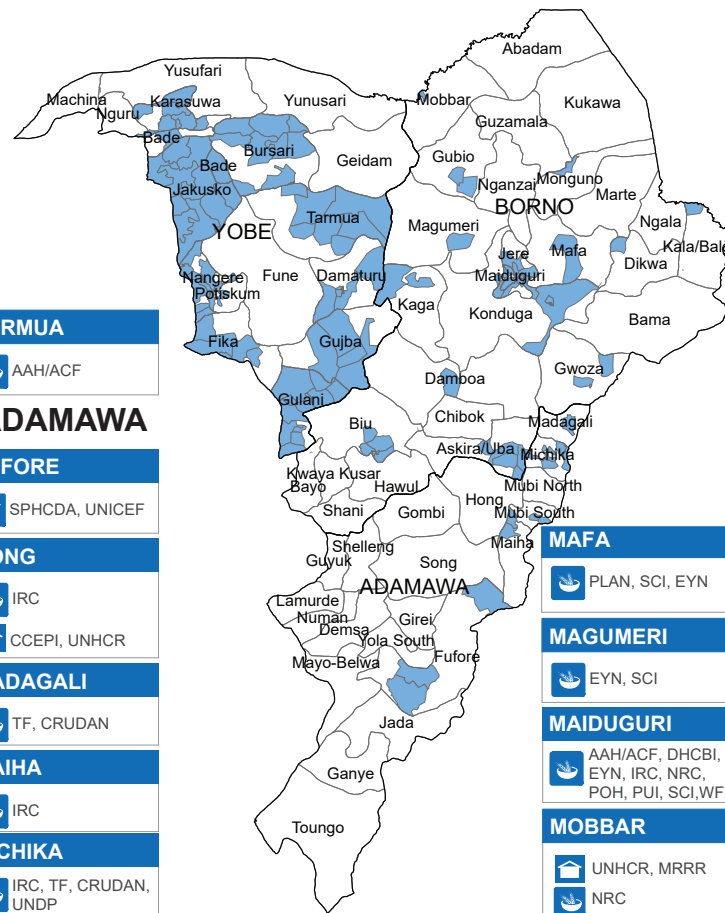 Abadam
Yusufari
Machina
Karasuwa
Yunusari
Mobbar
Kukawa
Nguru
Guzamala
Bade
Bursari
Gubio
Bade
Geidam
Nganzai
Monguno
Jakusko
BORNO
Marte
Tarmua
Magumeri
Ngala
YOBE
Jere
Mafa
Kala/Bal
Nangere
Fune
Damaturu
Maiduguri
Dikwa
Potiskum
Kaga
Konduga
Bama
Fika
Gujba
Gwoza
Damboa
Gulani
Chibok
Madagali
Biu
Askira/Uba
Michika
Kwaya Kusar
Mubi North
Bayo
Hawul
Hong
Shani
Gombi
Mubi South
Shelleng
Maiha
Guyuk
Song
ADAMAWA
Lamurde
Numan
Girei
Demsa
Yola South
Mayo-Belwa
Fufore
Jada
Ganye
Toungo
RMUA
AAH/ACF
DAMAWA
FORE
SPHCDA, UNICEF
ONG
IRC
CCEPI, UNHCR
ADAGALI
TF, CRUDAN
AIHA
IRC
CHIKA
IRC, TF, CRUDAN,
UNDP
MAFA
PLAN, SCI, EYN
MAGUMERI
EYN, SCI
MAIDUGURI
AAH/ACF, DHCBI,
EYN, IRC, NRC,
POH, PUI, SCI,WF
MOBBAR
UNHCR, MRRR
NRC